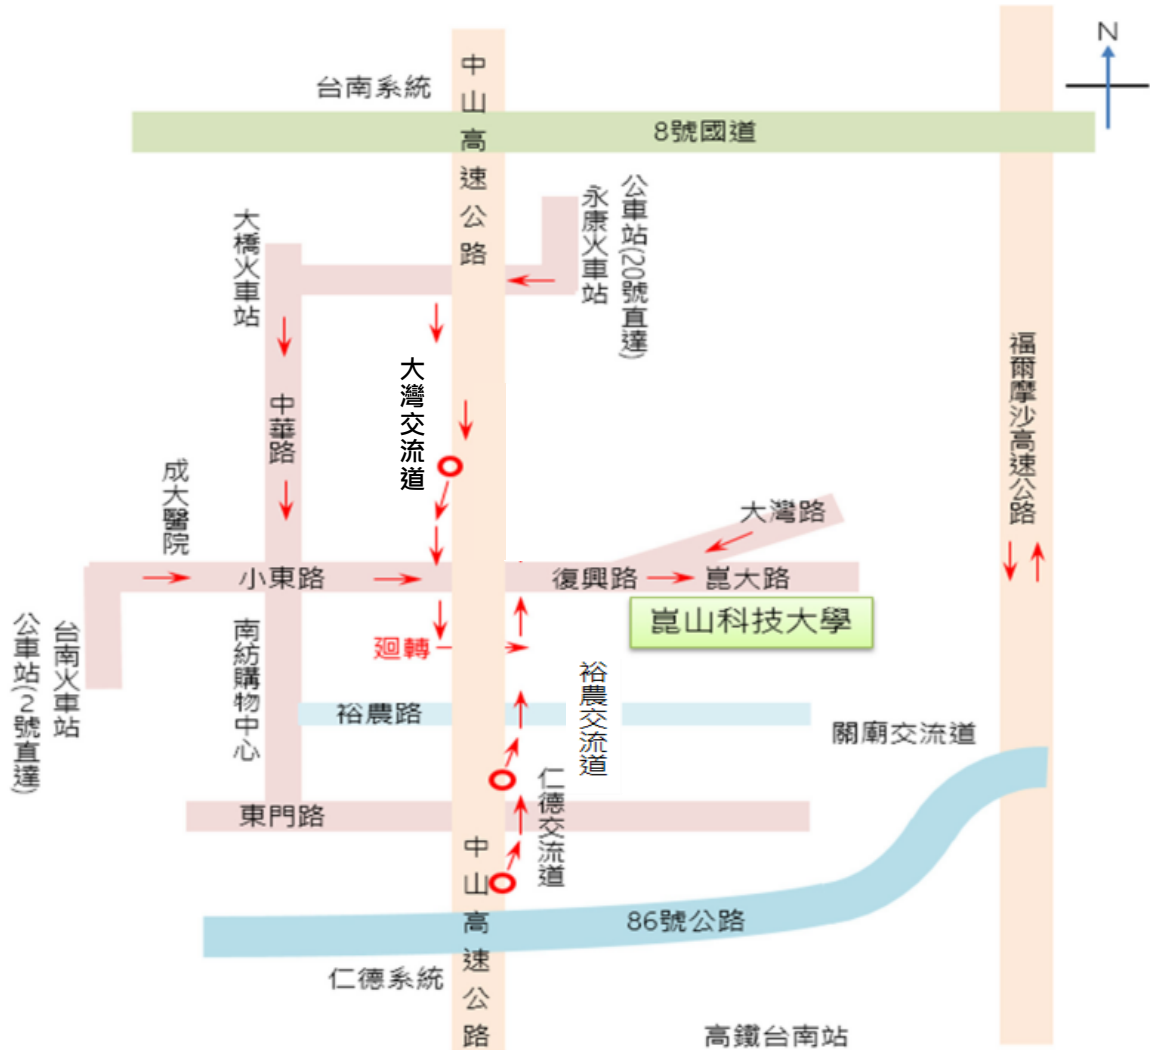 N
中山高速公路
台南系統
8號國道
大橋火車站
永康火車站
公車站(20號直達)
大灣交流道
福爾摩沙高速公路
中華路
成大醫院
大灣路
小東路
復興路
崑大路
崑山科技大學
公車站(2號直達)
台南火車站
南紡購物中心
廻轉
裕農路
裕農交流道
關廟交流道
仁德交流道
東門路
中山高速公路
86號公路
仁德系統
高鐵台南站